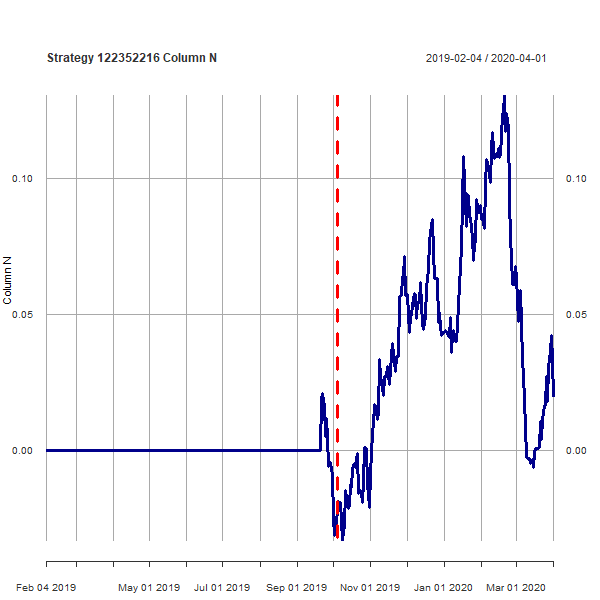 Strategy 122352216 Column N 2019-02-04 / 2020-04-01
0.10 0.10
0.05 0.05
Column N
0.00 0.00
Feb 04 2019 May 01 2019 Jul 01 2019 Sep 01 2019 Nov 01 2019 Jan 01 2020 Mar 01 2020